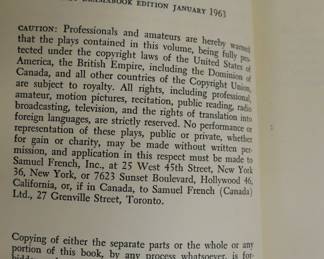 DRAMABOOK EDITION JANUARY 1963
CAUTION: Professionals and amateurs are hereby warned
that the plays contained in this volume, being fully pro-
tected under the copyright laws of the United States of
America, the British Empire, including the Dominion of
Canada, and all other countries of the Copyright Union,
are subject to royalty. All rights, including professional,
amateur, motion pictures, recitation, public reading, radio
broadcasting, television, and the rights of translation into
foreign languages, are strictly reserved. No performance or
representation of these plays, public or private, whether
for gain or charity, may be made without written per-
mission, and application in this respect must be made to
Samuel French, Inc., at 25 West 45th Street, New York
36, New York, or 7623 Sunset Boulevard, Hollywood 46,
California, or, if in Canada, to Samuel French (Canada)
Ltd., 27 Grenville Street, Toronto.
Copying of either the separate parts or the whole or any
portion of this book, by any process whatsoever, is for-